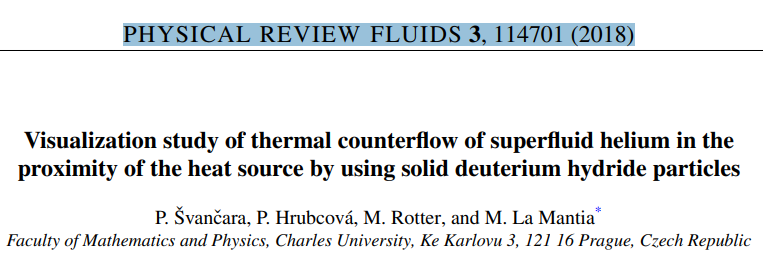 PHYSICAL REVIEW FLUIDS 3, 114701 (2018)
Visualization study of thermal counterflow of superfluid helium in the
proximity of the heat source by using solid deuterium hydride particles
P. Švančara, P. Hrubcová, M. Rotter, and M. La Mantia*
Faculty of Mathematics and Physics, Charles University, Ke Karlovu 3, 121 16 Prague, Czech Republic